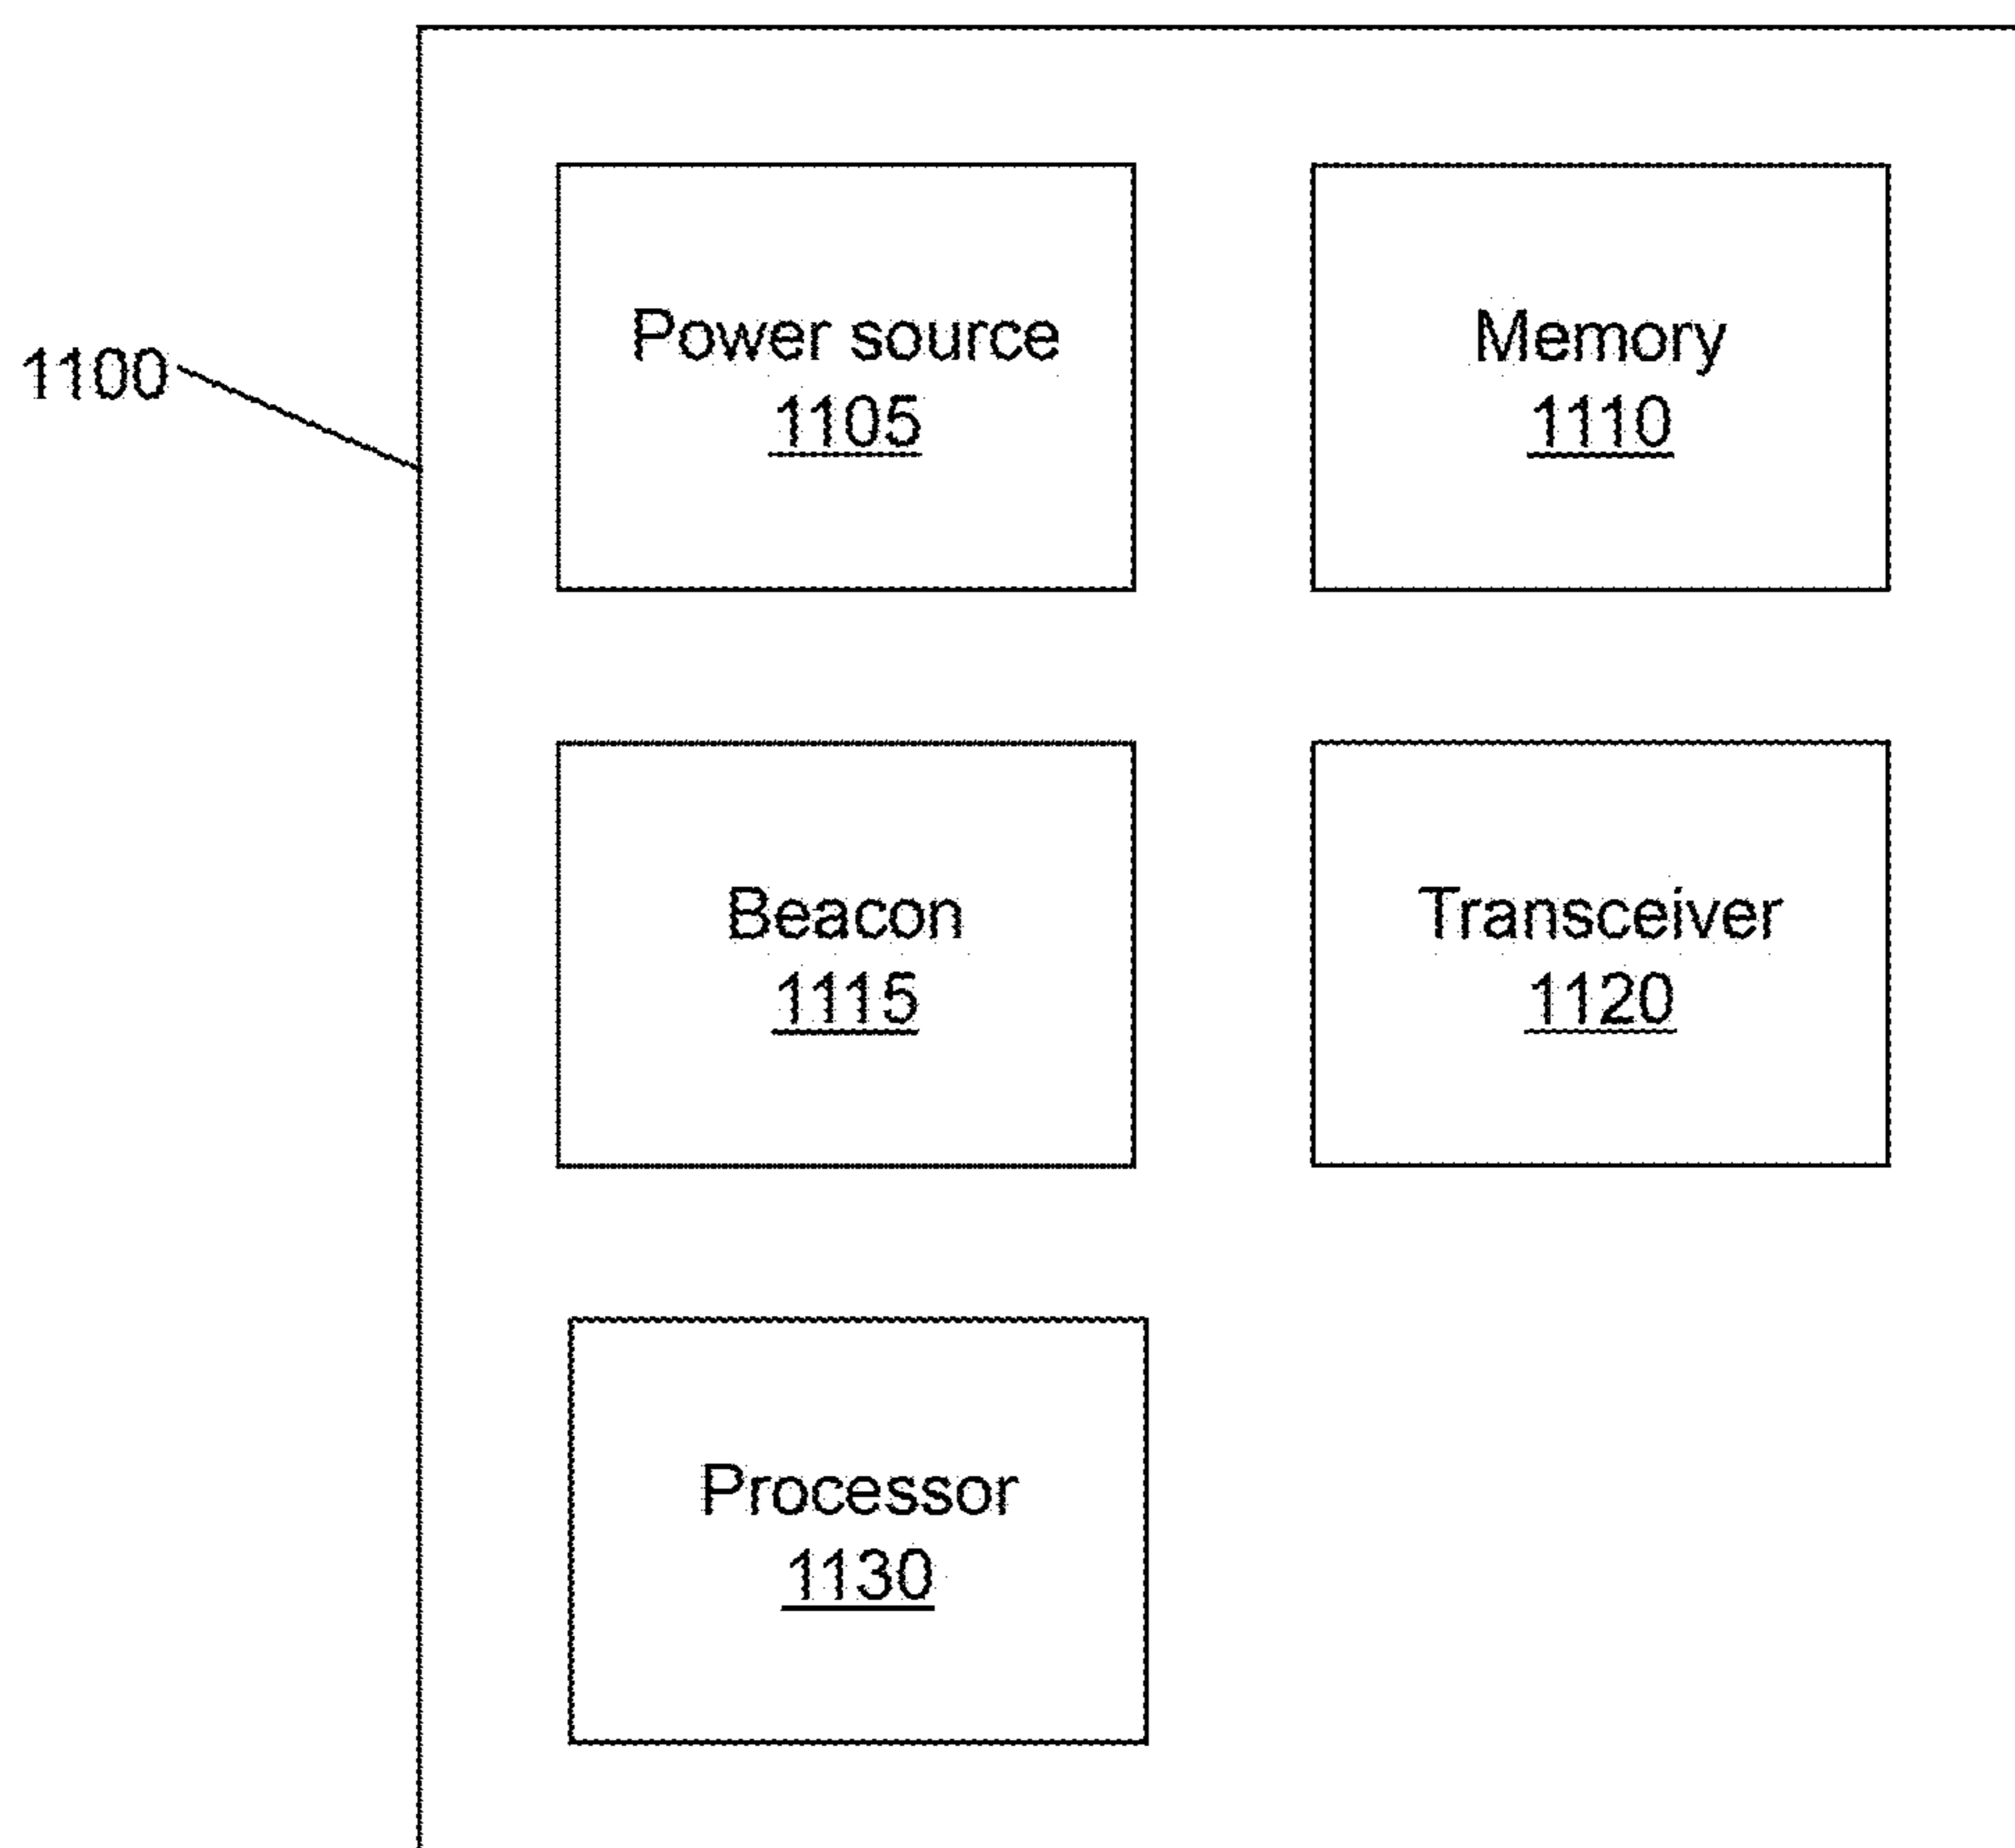 Power source
1105
Memory
1110
1100
Beacon
1115
Transceiver
1120
Processor
1130